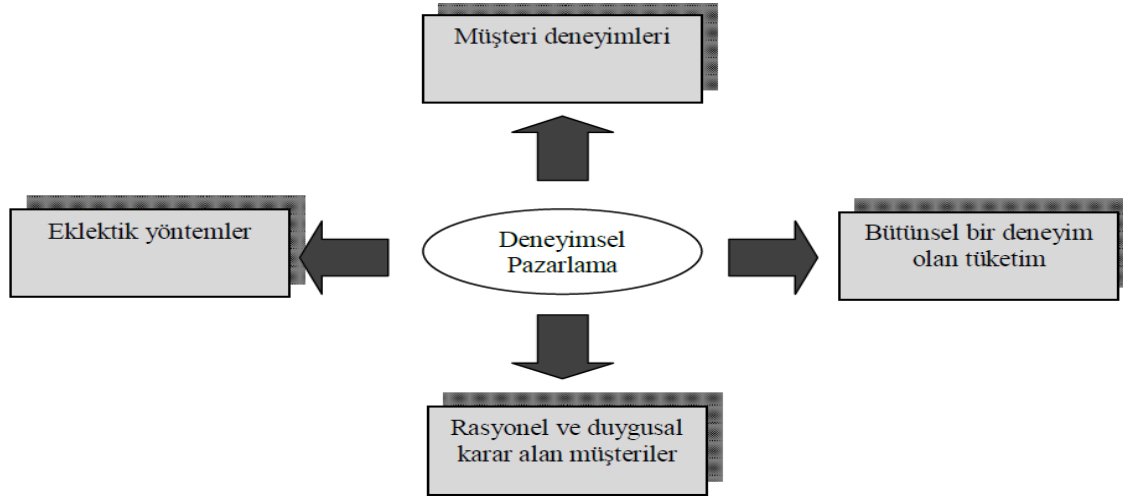 Müşteri deneyimleri
Eklektik yöntemler
Deneyimsel
Pazarlama
Bütünsel bir deneyim
olan tüketim
Rasyonel ve duygusal
karar alan müşteriler